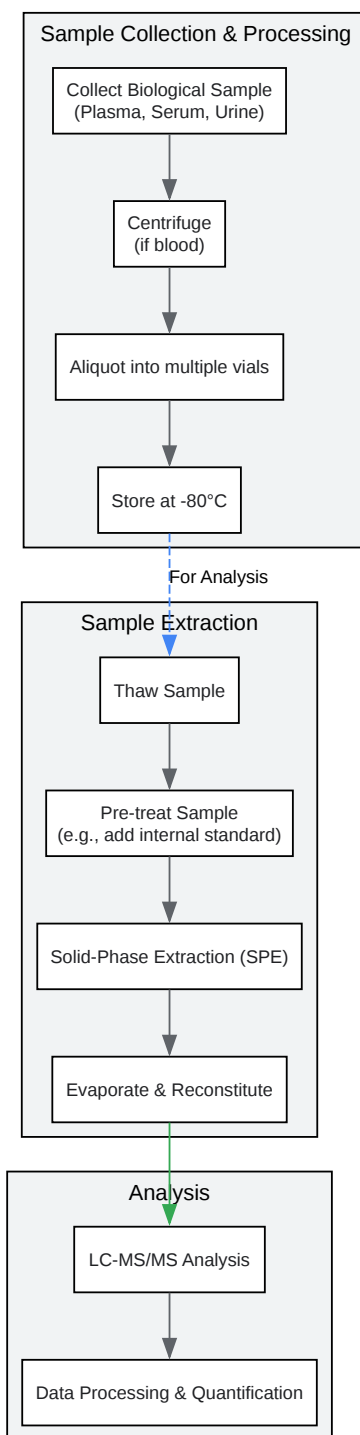 Sample Collection & Processing
Collect Biological Sample
(Plasma, Serum, Urine)
Centrifuge
(if blood)
Aliquot into multiple vials
Store at -80°C
For Analysis
Sample Extraction
Thaw Sample
Pre-treat Sample
(e.g., add internal standard)
Solid-Phase Extraction (SPE)
Evaporate & Reconstitute
Analysis
LC-MS/MS Analysis
Data Processing & Quantification